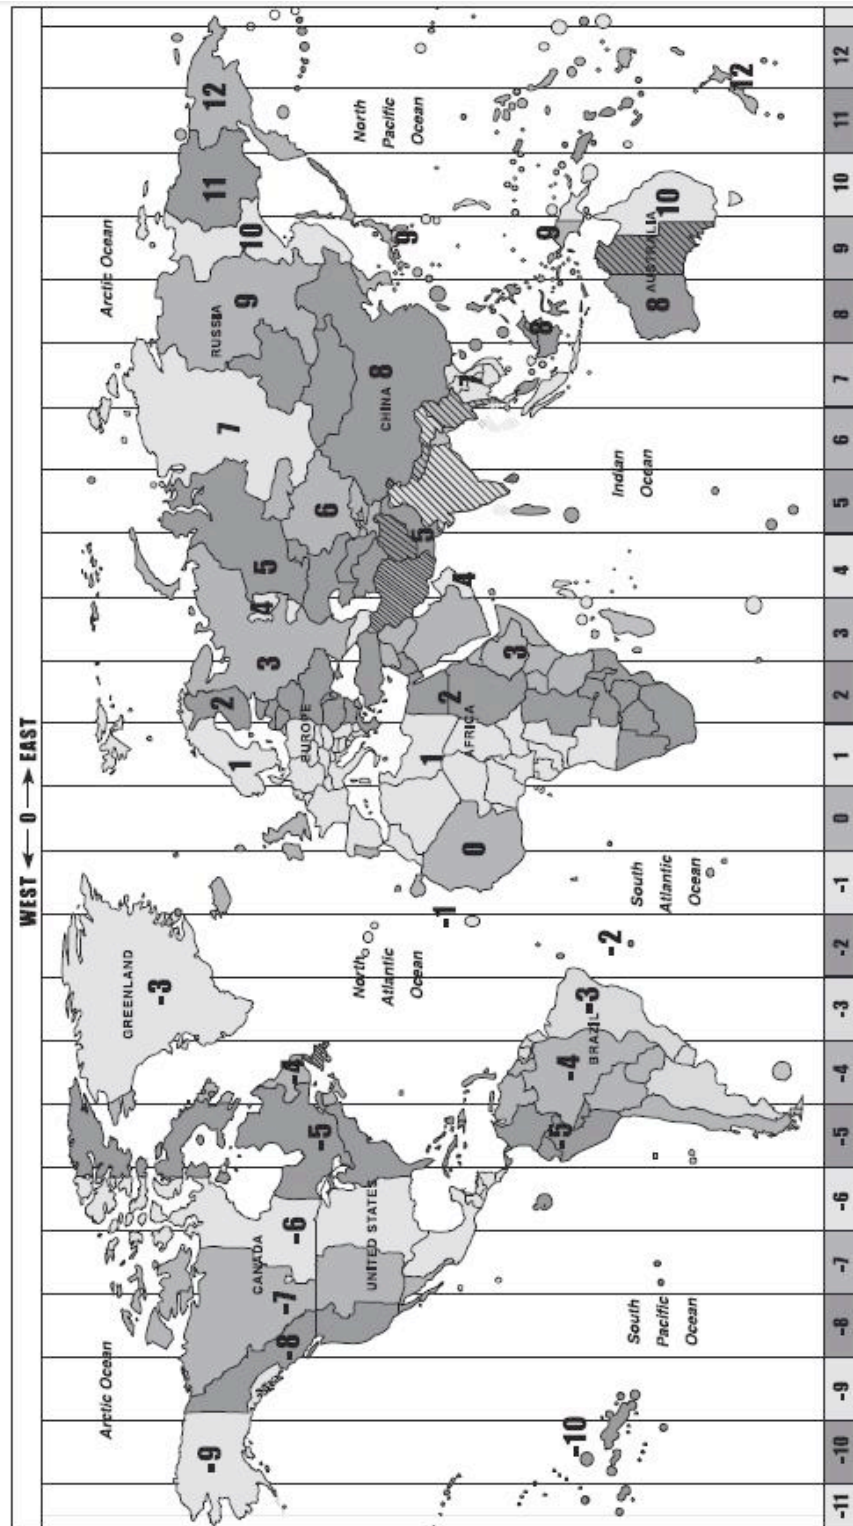 WEST ← 0 → EAST
Arctic Ocean
GREENLAND
-3
Arctic Ocean
-9
-8
-7
CANADA
-6
-5
-4
UNITED STATES
North
Atlantic
Ocean
-1
-2
-10
South
Pacific
Ocean
-5
-4
-3
BRAZIL
South
Atlantic
Ocean
1
2
3
4
5
6
7
RUSSIA
9
10
11
12
EUROPE
CHINA
8
9
North
Pacific
Ocean
0
1
2
AFRICA
3
4
5
7
8
9
Indian
Ocean
8
AUSTRALIA
10
12
-11 -10 -9 -8 -7 -6 -5 -4 -3 -2 -1 0 1 2 3 4 5 6 7 8 9 10 11 12